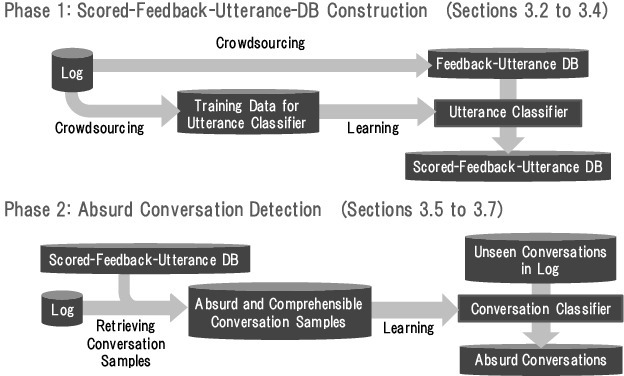 Phase 1: Scored-Feedback-Utterance-DB Construction (Sections 3.2 to 3.4)
Crowdsourcing
Log
Feedback-Utterance DB
Training Data for
Utterance Classifier
Utterance Classifier
Crowdsourcing
Learning
Scored-Feedback-Utterance DB
Phase 2: Absurd Conversation Detection (Sections 3.5 to 3.7)
Scored-Feedback-Utterance DB
Unseen Conversations
in Log
Log
Absurd and Comprehensible
Conversation Samples
Conversation Classifier
Retrieving
Conversation
Samples
Learning
Absurd Conversations